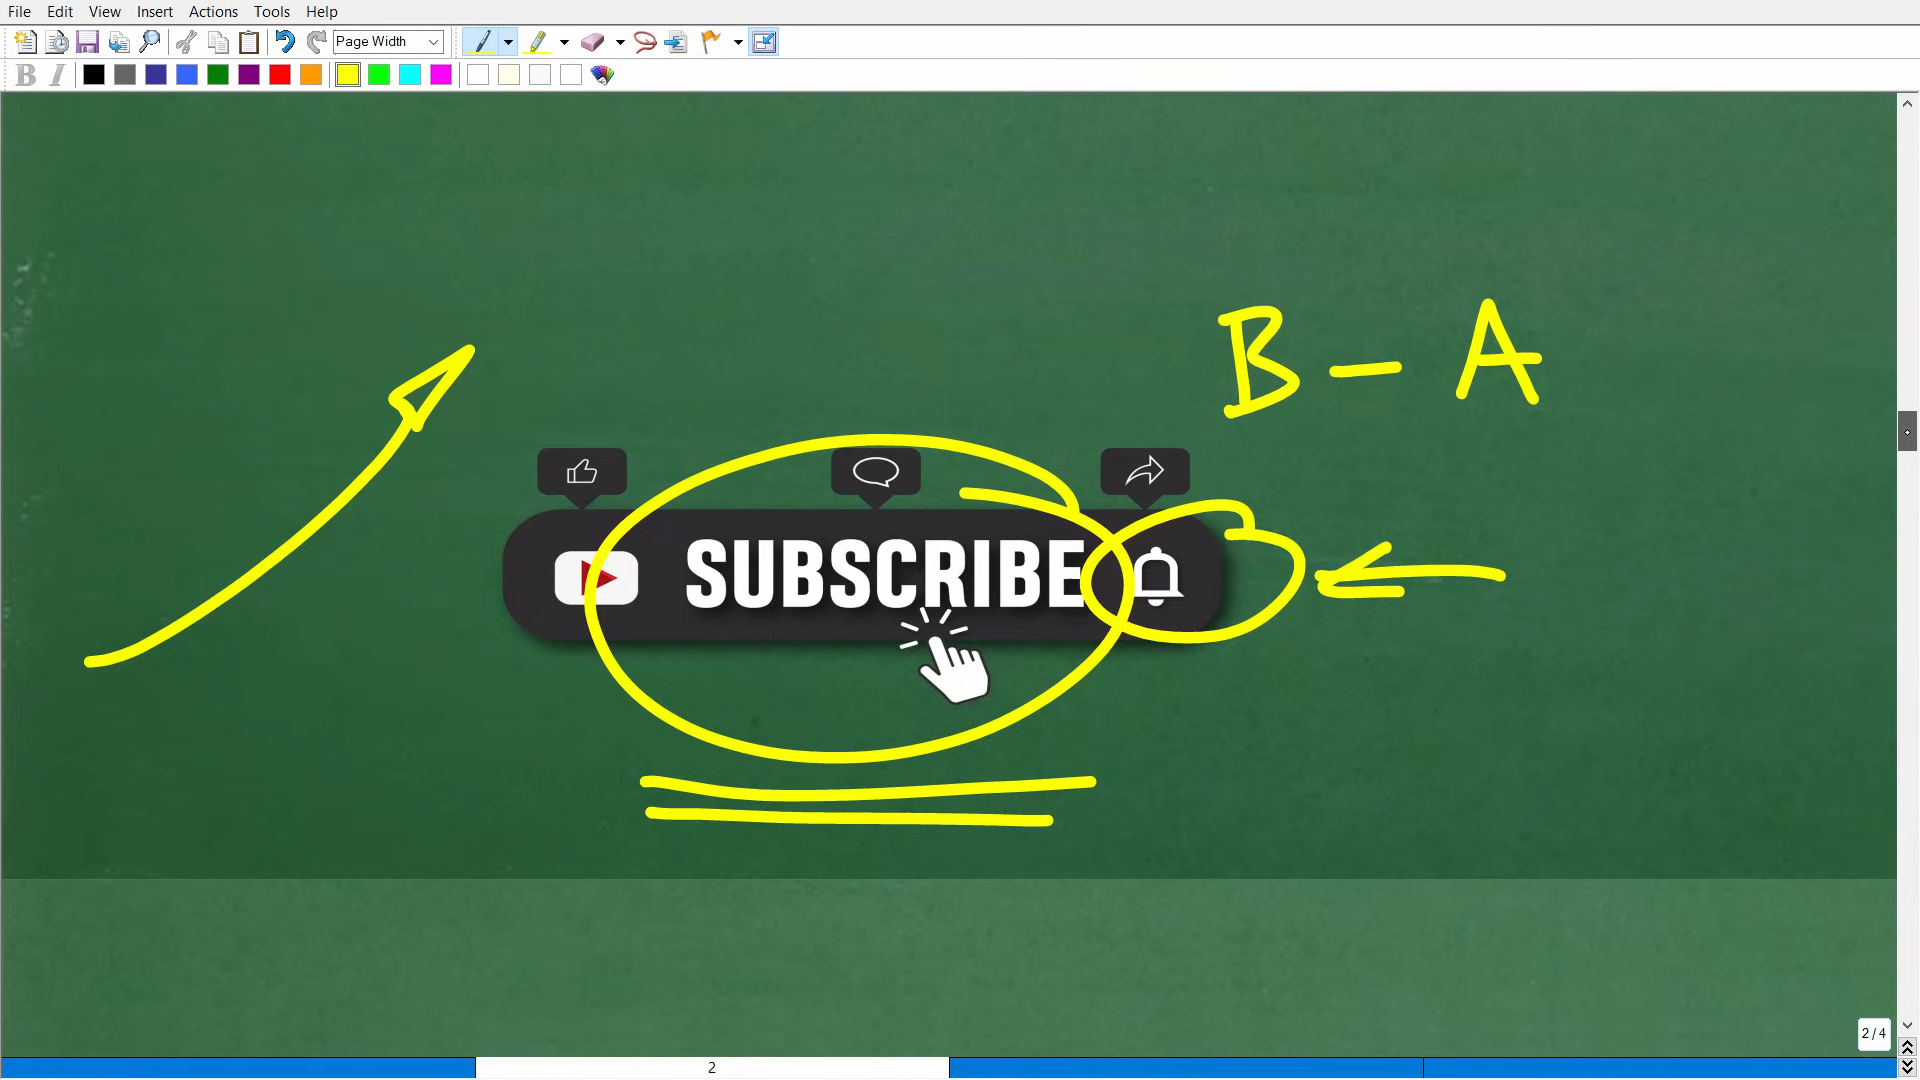 File Edit View Insert Actions Tools Help
Page Width
B I
B - A
SUBSCRIBE
2 / 4
2